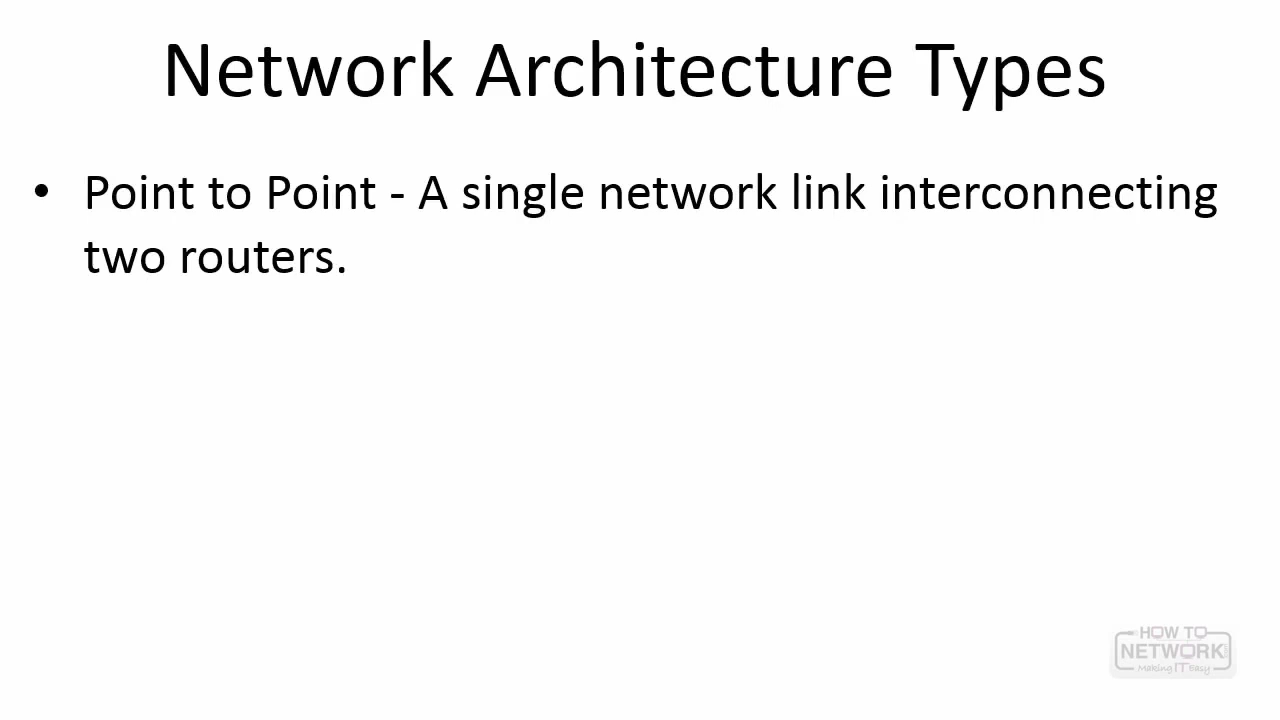 Network Architecture Types
• Point to Point - A single network link interconnecting
two routers.
HOW TO
NETWORK
Making IT Easy